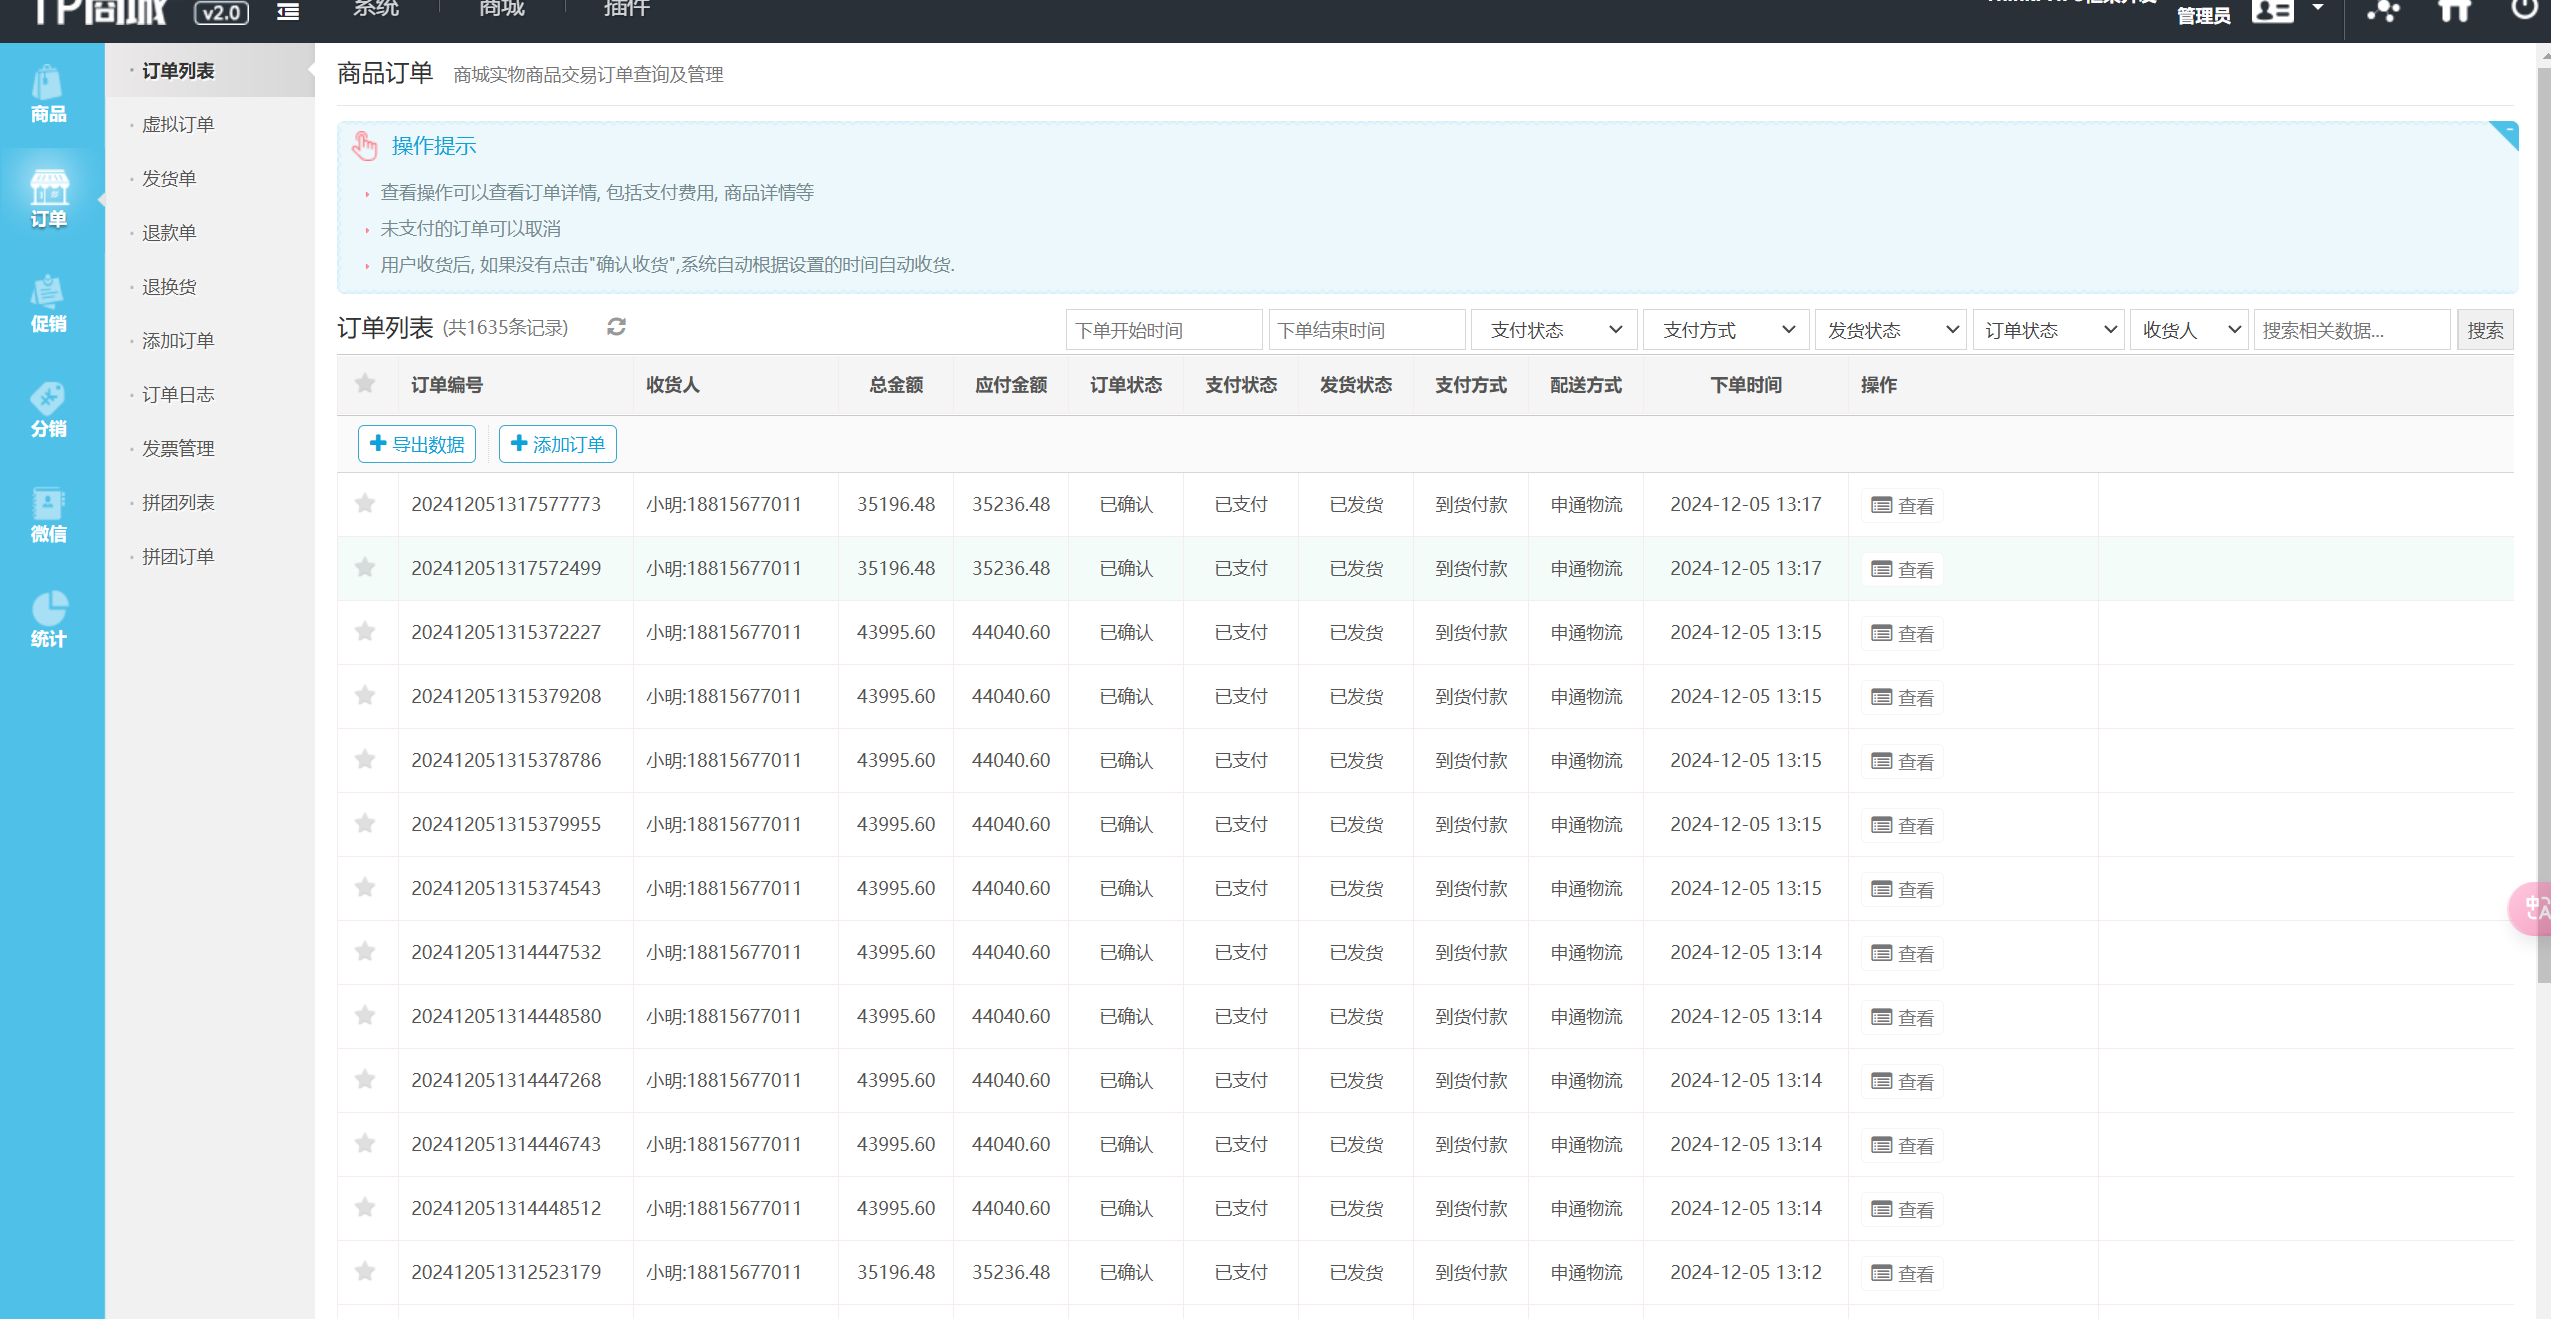 TP商城 v2.0 系统 商城 插件
管理员
商品
订单
促销
分销
微信
统计
订单列表
虚拟订单
发货单
退款单
退换货
添加订单
订单日志
发票管理
拼团列表
拼团订单
商品订单 商城实物商品交易订单查询及管理
操作提示
查看操作可以查看订单详情, 包括支付费用, 商品详情等
未支付的订单可以取消
用户收货后, 如果没有点击"确认收货",系统自动根据设置的时间自动收货.
订单列表 (共1635条记录) 下单开始时间 下单结束时间 支付状态 支付方式 发货状态 订单状态 收货人 搜索相关数据... 搜索
订单编号 收货人 总金额 应付金额 订单状态 支付状态 发货状态 支付方式 配送方式 下单时间 操作
导出数据 添加订单
202412051317577773 小明:18815677011 35196.48 35236.48 已确认 已支付 已发货 到货付款 申通物流 2024-12-05 13:17 查看
202412051317572499 小明:18815677011 35196.48 35236.48 已确认 已支付 已发货 到货付款 申通物流 2024-12-05 13:17 查看
202412051315372227 小明:18815677011 43995.60 44040.60 已确认 已支付 已发货 到货付款 申通物流 2024-12-05 13:15 查看
202412051315379208 小明:18815677011 43995.60 44040.60 已确认 已支付 已发货 到货付款 申通物流 2024-12-05 13:15 查看
202412051315378786 小明:18815677011 43995.60 44040.60 已确认 已支付 已发货 到货付款 申通物流 2024-12-05 13:15 查看
202412051315379955 小明:18815677011 43995.60 44040.60 已确认 已支付 已发货 到货付款 申通物流 2024-12-05 13:15 查看
202412051315374543 小明:18815677011 43995.60 44040.60 已确认 已支付 已发货 到货付款 申通物流 2024-12-05 13:15 查看
202412051314447532 小明:18815677011 43995.60 44040.60 已确认 已支付 已发货 到货付款 申通物流 2024-12-05 13:14 查看
202412051314448580 小明:18815677011 43995.60 44040.60 已确认 已支付 已发货 到货付款 申通物流 2024-12-05 13:14 查看
202412051314447268 小明:18815677011 43995.60 44040.60 已确认 已支付 已发货 到货付款 申通物流 2024-12-05 13:14 查看
202412051314446743 小明:18815677011 43995.60 44040.60 已确认 已支付 已发货 到货付款 申通物流 2024-12-05 13:14 查看
202412051314448512 小明:18815677011 43995.60 44040.60 已确认 已支付 已发货 到货付款 申通物流 2024-12-05 13:14 查看
202412051312523179 小明:18815677011 35196.48 35236.48 已确认 已支付 已发货 到货付款 申通物流 2024-12-05 13:12 查看